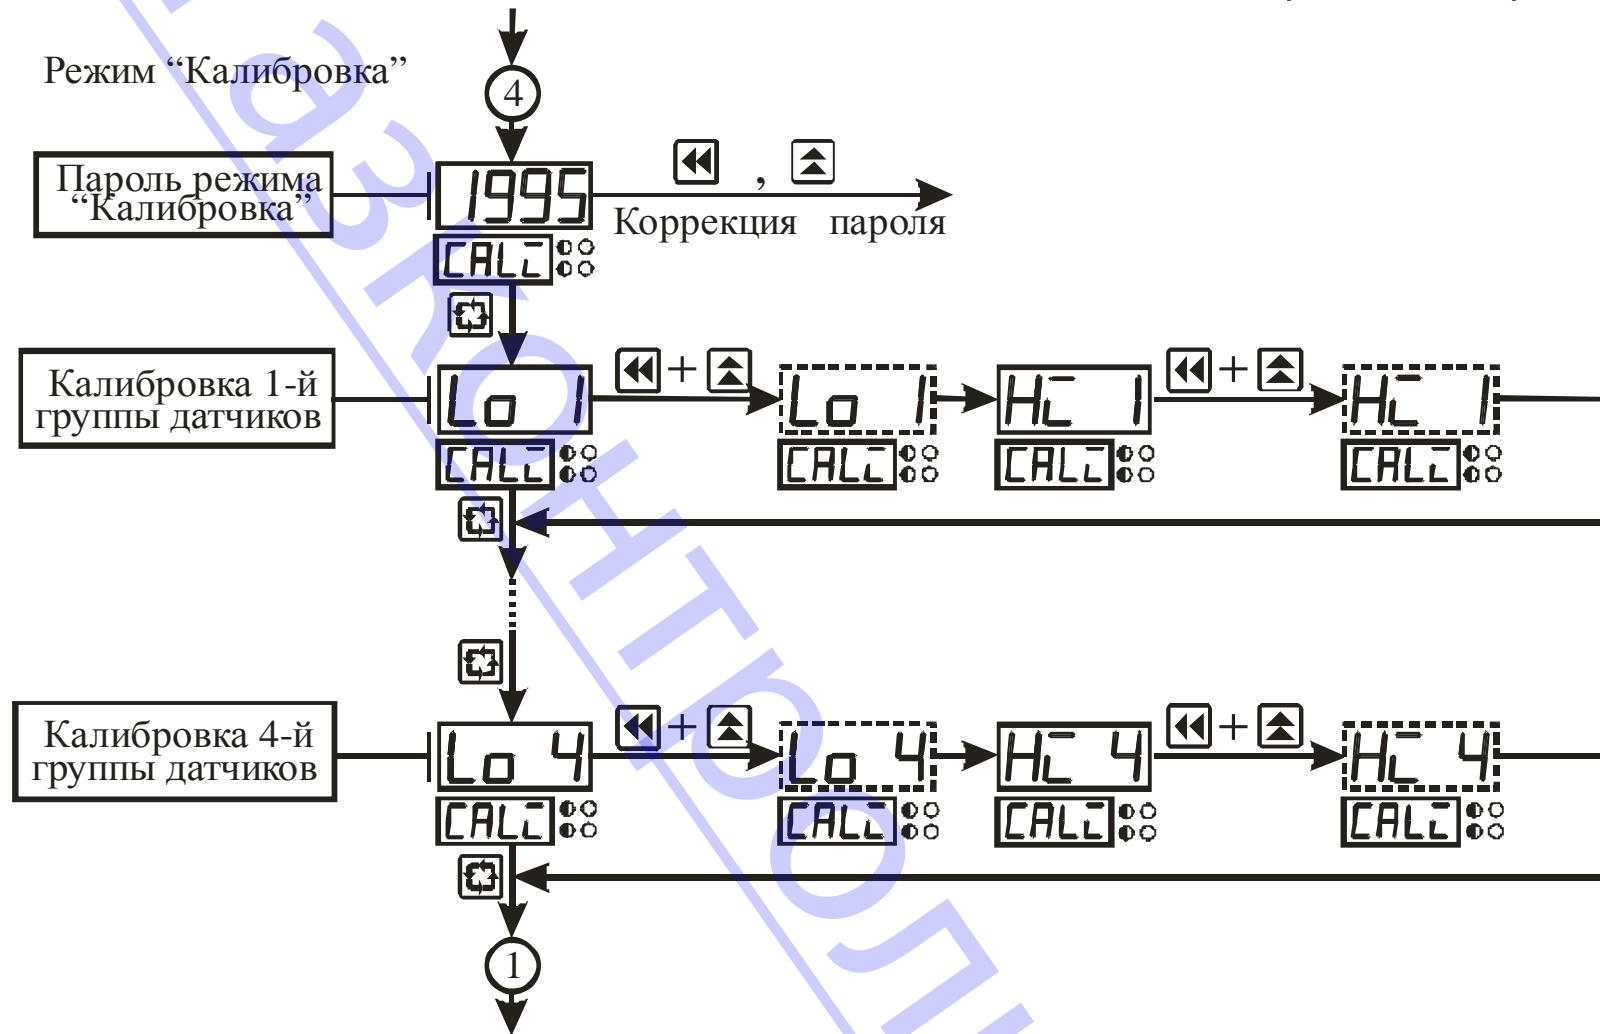 Режим “Калибровка”
4
Пароль режима
“Калибровка”
1995
,
Коррекция пароля
CALi
Калибровка 1-й
группы датчиков
Lo 1
+
Lo 1
Hi 1
+
Hi 1
CALi
CALi
CALi
CALi
Калибровка 4-й
группы датчиков
Lo 4
+
Lo 4
Hi 4
+
Hi 4
CALi
CALi
CALi
CALi
1